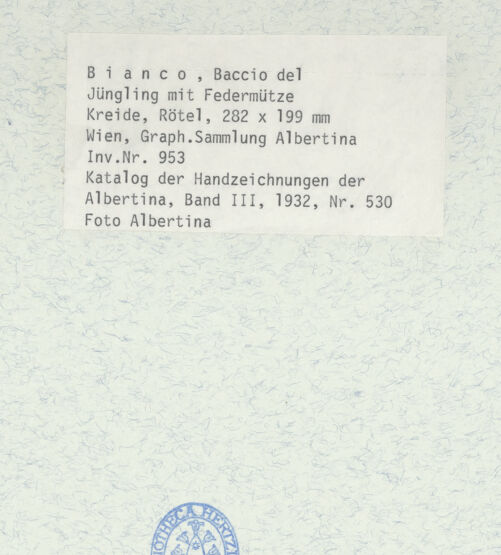 B i a n c o , Baccio del
Jüngling mit Federmütze
Kreide, Rötel, 282 x 199 mm
Wien, Graph.Sammlung Albertina
Inv.Nr. 953
Katalog der Handzeichnungen der
Albertina, Band III, 1932, Nr. 530
Foto Albertina